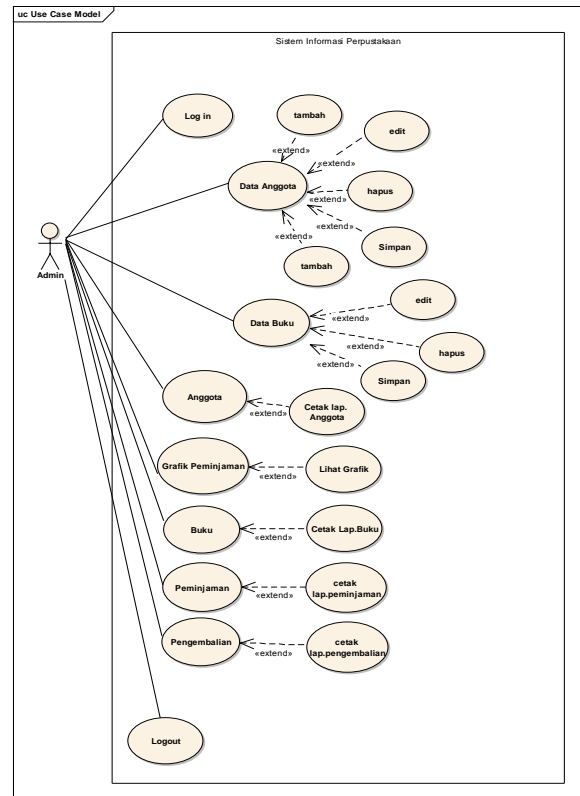 uc Use Case Model
Sistem Informasi Perpustakaan
Log in
tambah
«extend»
edit
«extend»
Data Anggota
hapus
«extend»
Simpan
«extend»
«extend»
tambah
Admin
Data Buku
edit
«extend»
hapus
«extend»
Simpan
«extend»
Anggota
«extend»
Cetak lap.
Anggota
Grafik Peminjaman
«extend»
Lihat Grafik
Buku
«extend»
Cetak Lap.Buku
Peminjaman
«extend»
cetak
lap.peminjaman
Pengembalian
«extend»
cetak
lap.pengembalian
Logout